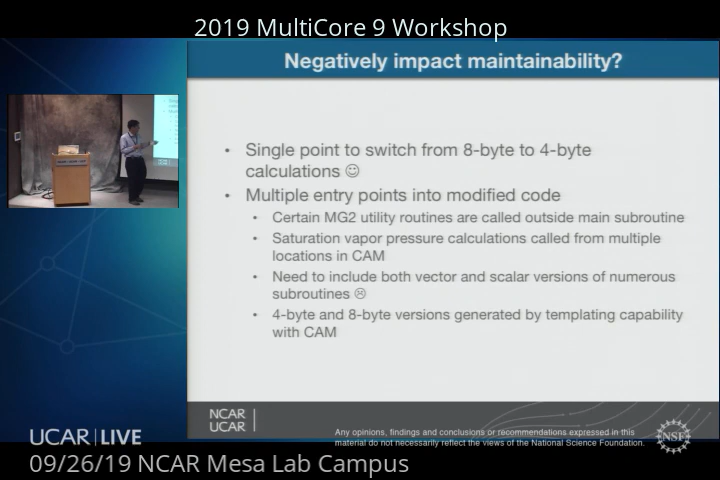 2019 MultiCore 9 Workshop
Negatively impact maintainability?
• Single point to switch from 8-byte to 4-byte
calculations ☺
• Multiple entry points into modified code
• Certain MG2 utility routines are called outside main subroutine
• Saturation vapor pressure calculations called from multiple
locations in CAM
• Need to include both vector and scalar versions of numerous
subroutines ☹
• 4-byte and 8-byte versions generated by templating capability
with CAM
NCAR
UCAR
Any opinions, findings and conclusions or recommendations expressed in this
material do not necessarily reflect the views of the National Science Foundation.
NSF
UCAR|LIVE
09/26/19 NCAR Mesa Lab Campus